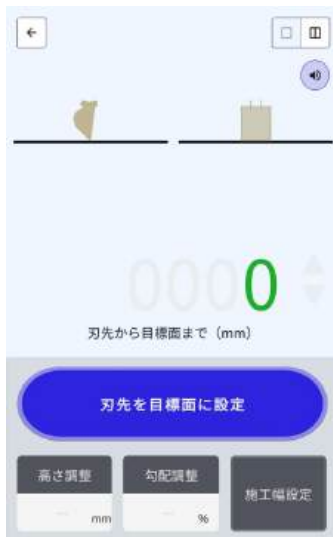 0000
刃先から目標面まで（mm）
刃先を目標面に設定
高さ調整
勾配調整
施工幅設定
mm
%